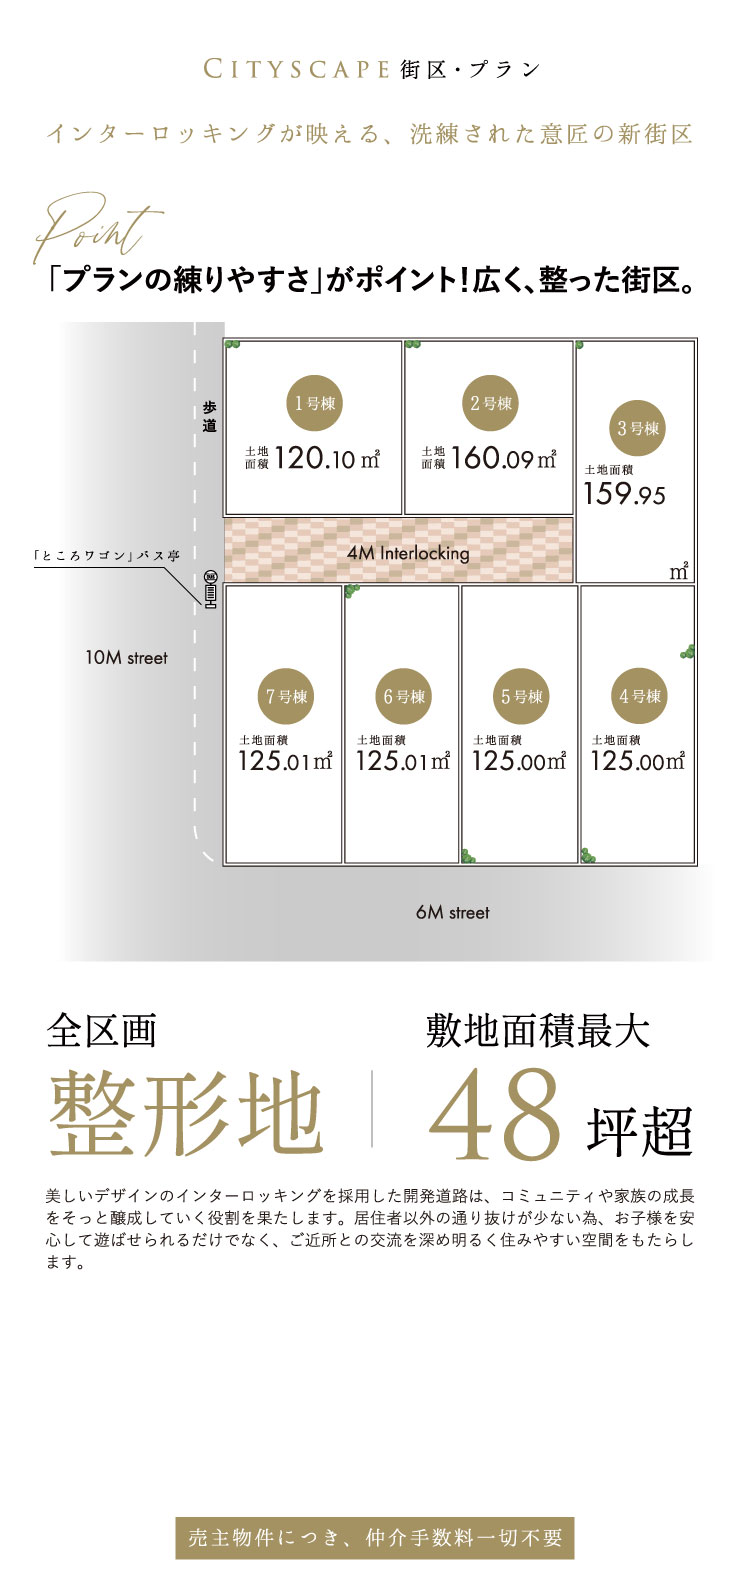 CITYSCAPE 街区・プラン
インターロッキングが映える、洗練された意匠の新街区
Point
「プランの練りやすさ」がポイント!広く、整った街区。
歩道
1号棟
土地面積 120.10㎡
2号棟
土地面積 160.09㎡
3号棟
土地面積
159.95
㎡
4M Interlocking
「ところワゴン」バス亭
10M street
7号棟
土地面積
125.01㎡
6号棟
土地面積
125.01㎡
5号棟
土地面積
125.00㎡
4号棟
土地面積
125.00㎡
6M street
全区画
整形地
敷地面積最大
48坪超
美しいデザインのインターロッキングを採用した開発道路は、コミュニティや家族の成長
をそっと醸成していく役割を果たします。居住者以外の通り抜けが少ない為、お子様を安
心して遊ばせられるだけでなく、ご近所との交流を深め明るく住みやすい空間をもたらし
ます。
売主物件につき、仲介手数料一切不要